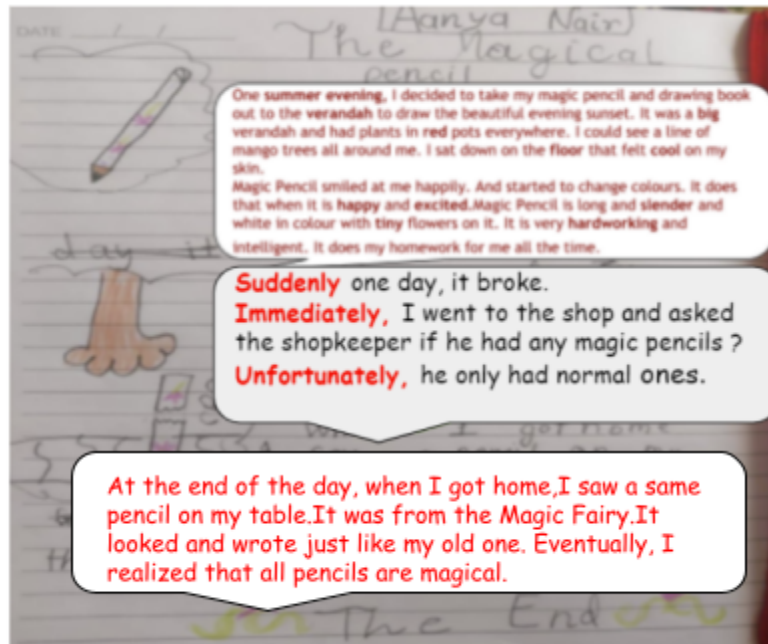 DATE / /
[Aanya Nair]
The Magical
pencil
One summer evening, I decided to take my magic pencil and drawing book
out to the verandah to draw the beautiful evening sunset. It was a big
verandah and had plants in red pots everywhere. I could see a line of
mango trees all around me. I sat down on the floor that felt cool on my
skin.
Magic Pencil smiled at me happily. And started to change colours. It does
that when it is happy and excited.Magic Pencil is long and slender and
white in colour with tiny flowers on it. It is very hardworking and
intelligent. It does my homework for me all the time.
day it
Suddenly one day, it broke.
Immediately, I went to the shop and asked
the shopkeeper if he had any magic pencils ?
Unfortunately, he only had normal ones.
I got home
At the end of the day, when I got home,I saw a same
pencil on my table.It was from the Magic Fairy.It
looked and wrote just like my old one. Eventually, I
realized that all pencils are magical.
The End